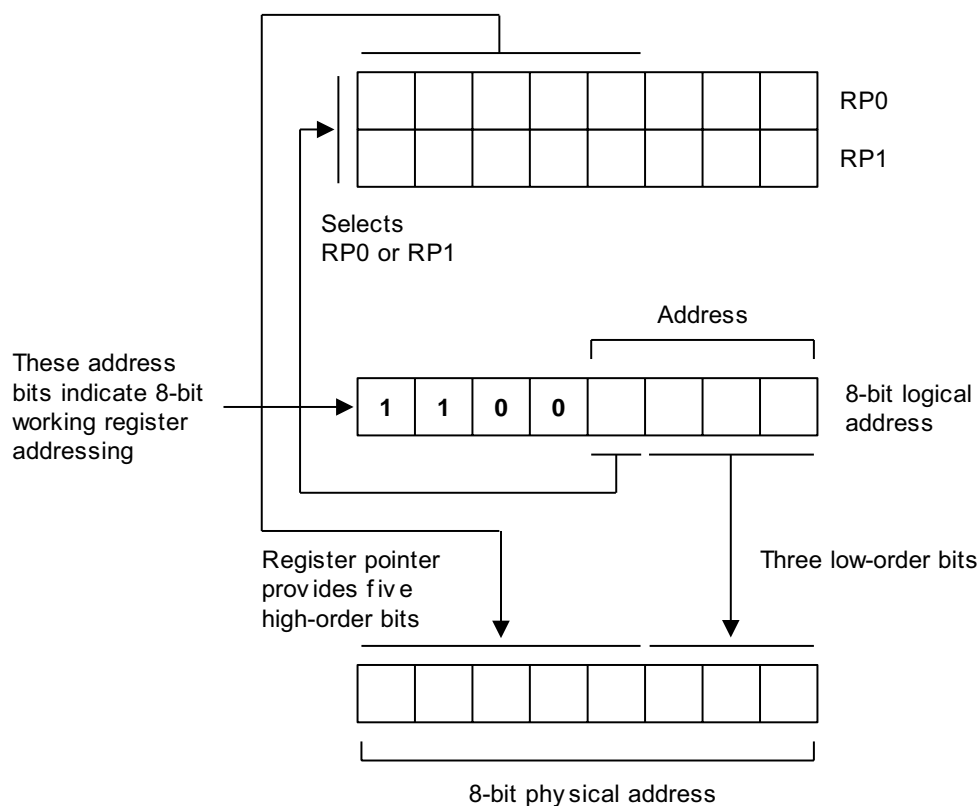 RP0
RP1
Selects
RP0 or RP1
Address
These address
bits indicate 8-bit
working register
addressing
1 1 0 0
8-bit logical
address
Register pointer
provides five
high-order bits
Three low-order bits
8-bit physical address